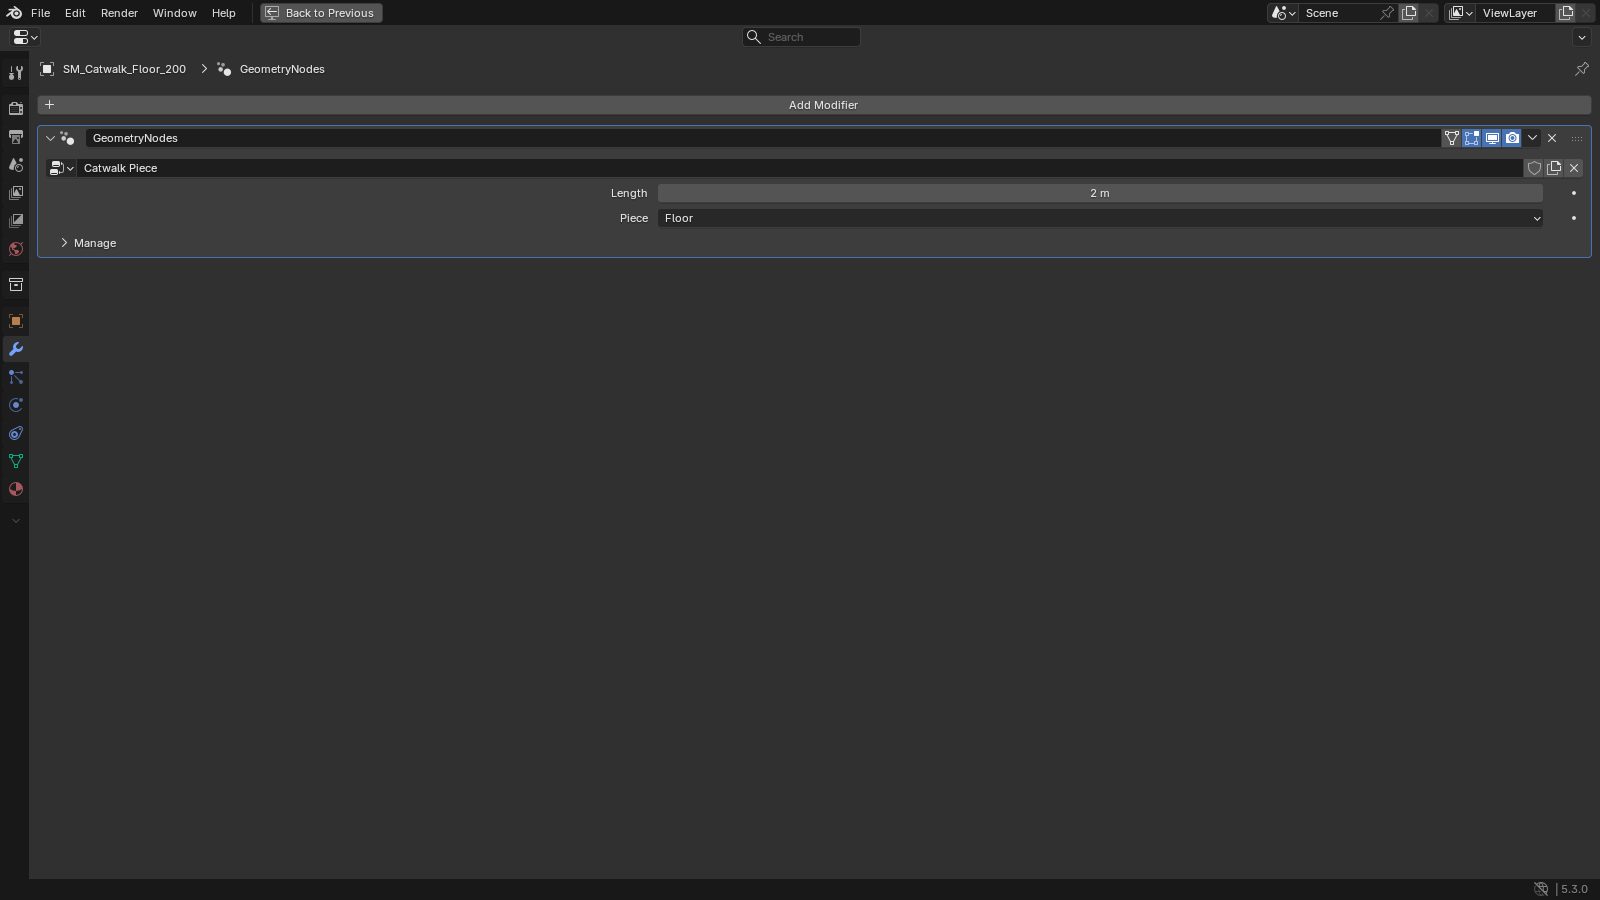 File Edit Render Window Help Back to Previous Scene ViewLayer
Search
SM_Catwalk_Floor_200 GeometryNodes
Add Modifier
GeometryNodes
Catwalk Piece
Length 2 m
Piece Floor
Manage
5.3.0